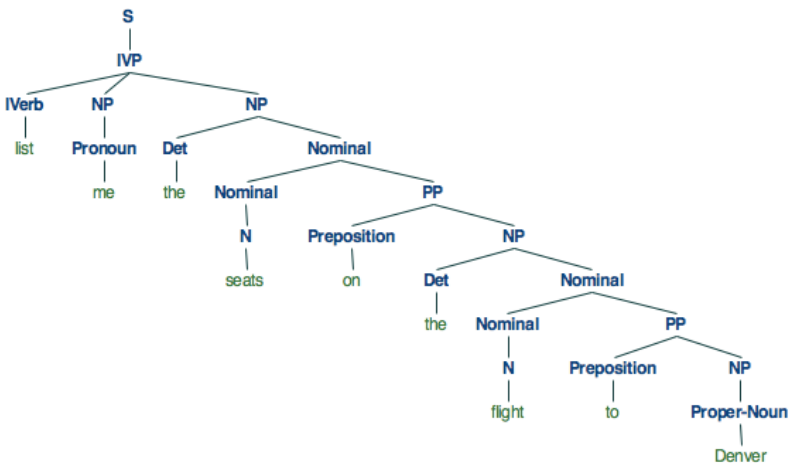 S
IVP
IVerb NP NP
list Pronoun Det Nominal
me the Nominal PP
N Preposition NP
seats on Det Nominal
the Nominal PP
N Preposition NP
flight to Proper-Noun
Denver